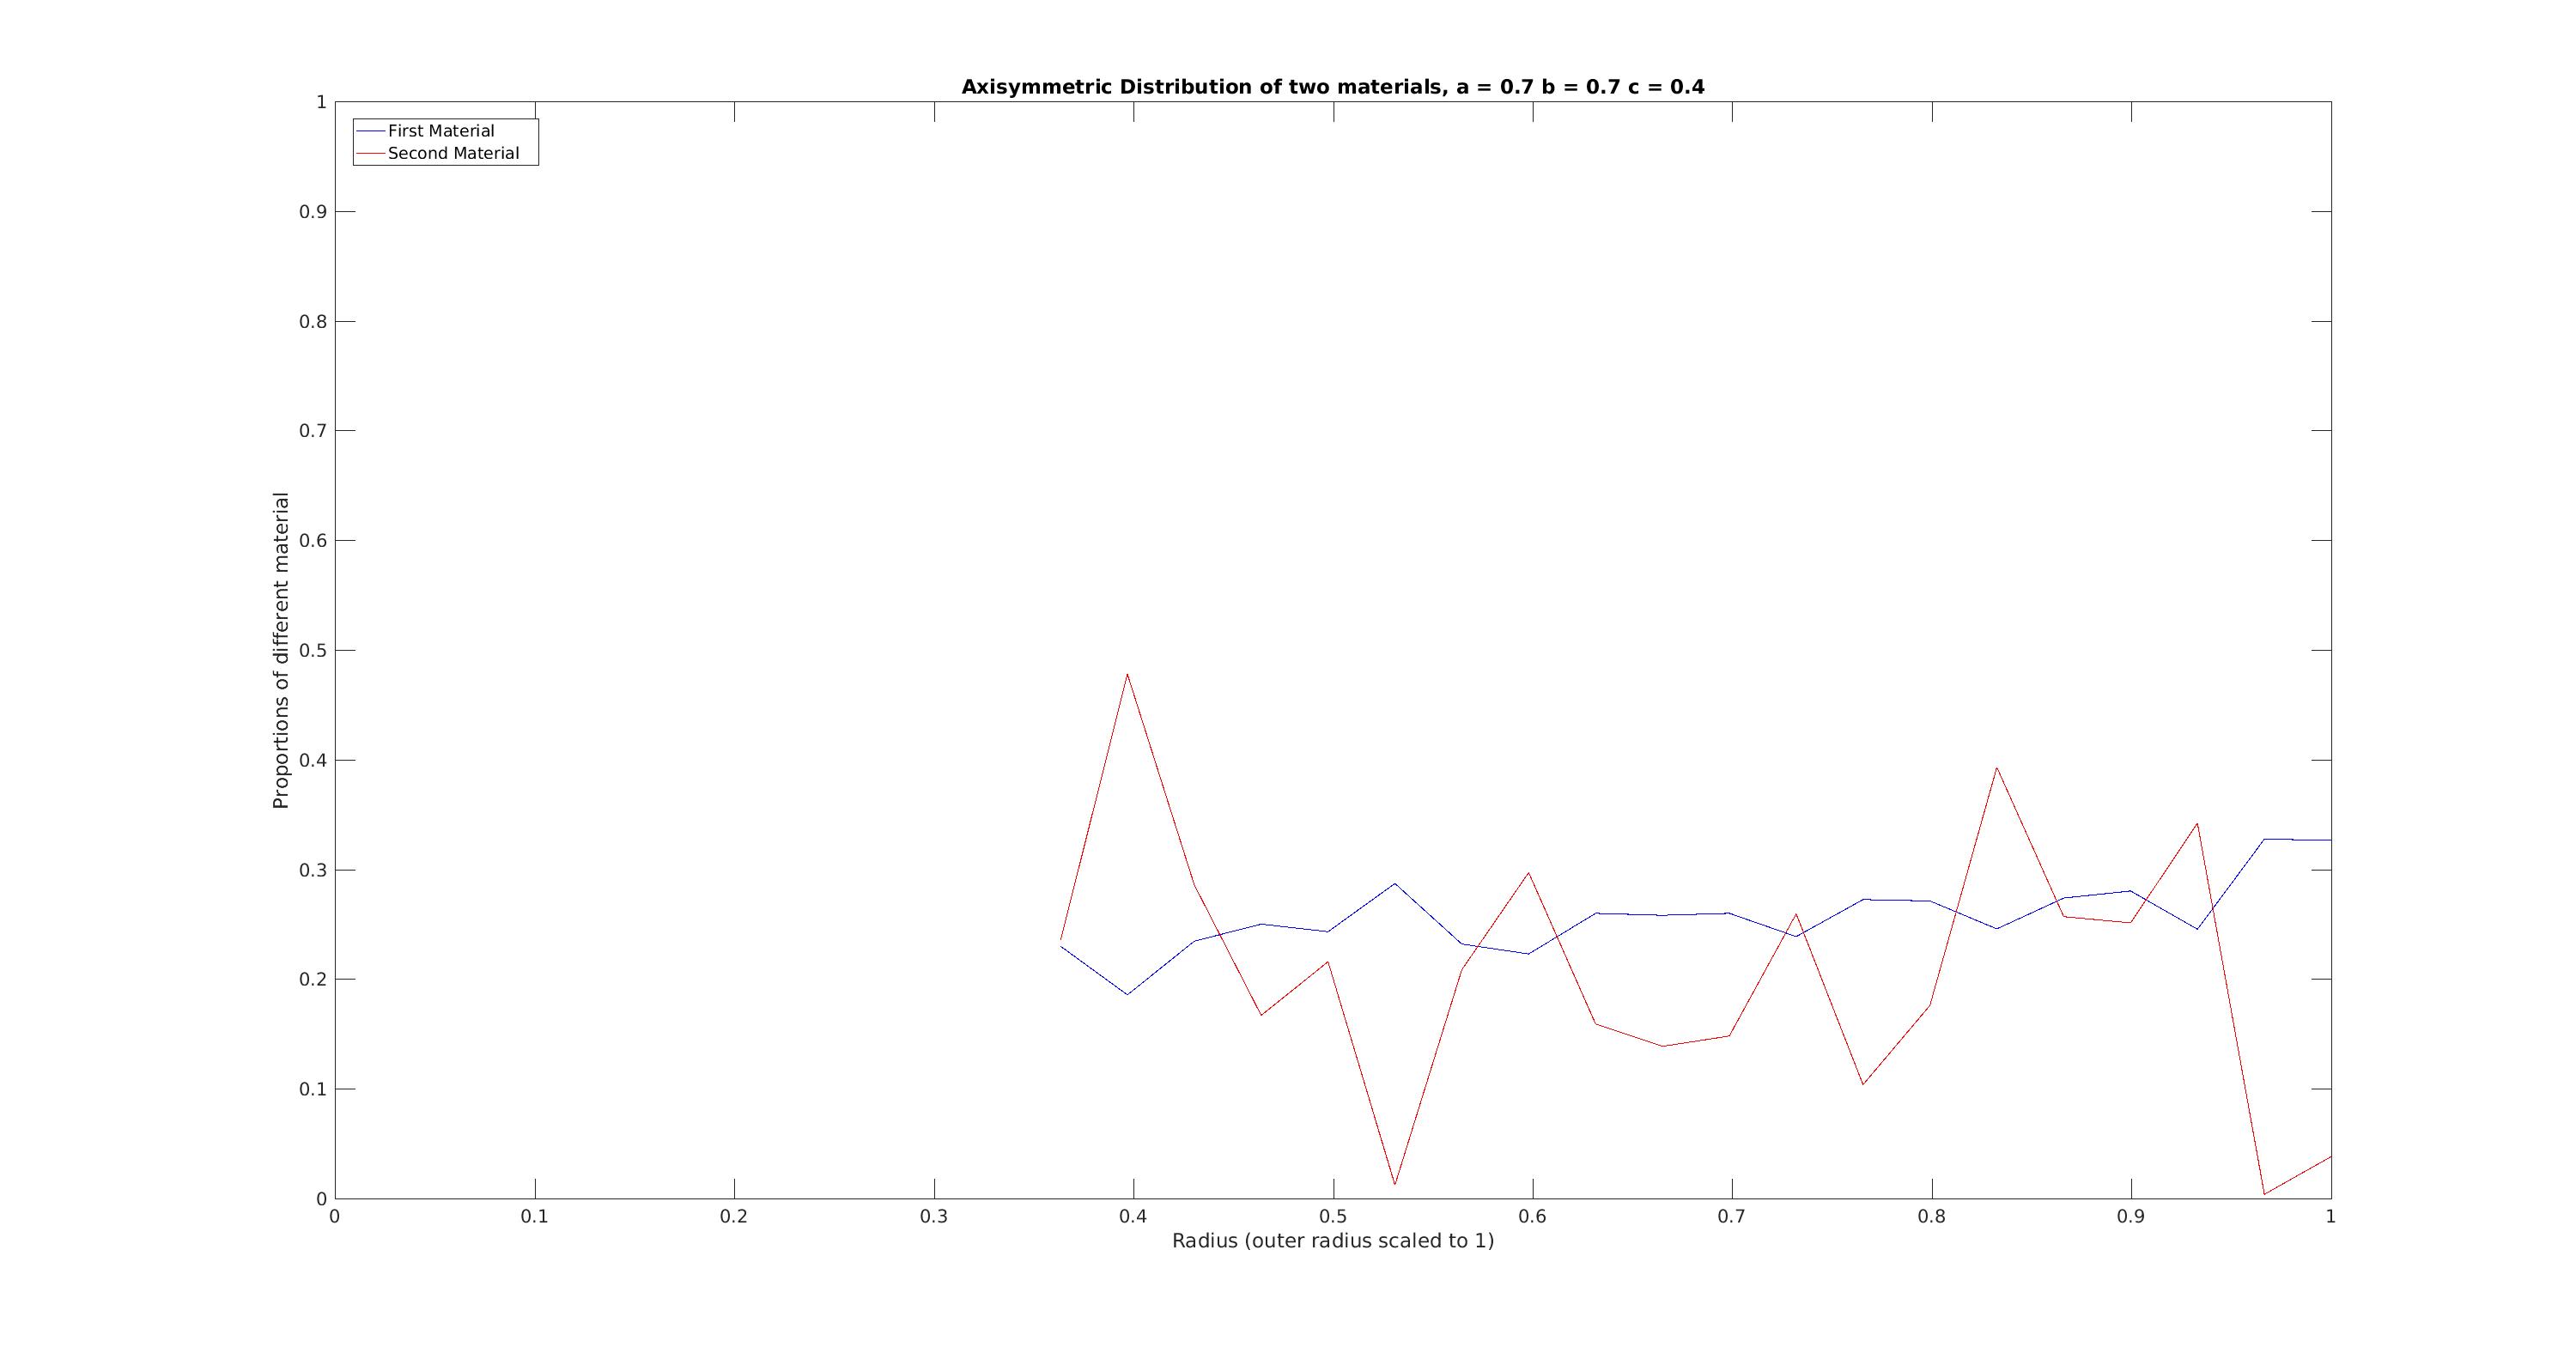 Axisymmetric Distribution of two materials, a = 0.7 b = 0.7 c = 0.4
First Material
Second Material
1
0.9
0.8
0.7
0.6
0.5
0.4
0.3
0.2
0.1
0
Proportions of different material
0 0.1 0.2 0.3 0.4 0.5 0.6 0.7 0.8 0.9 1
Radius (outer radius scaled to 1)